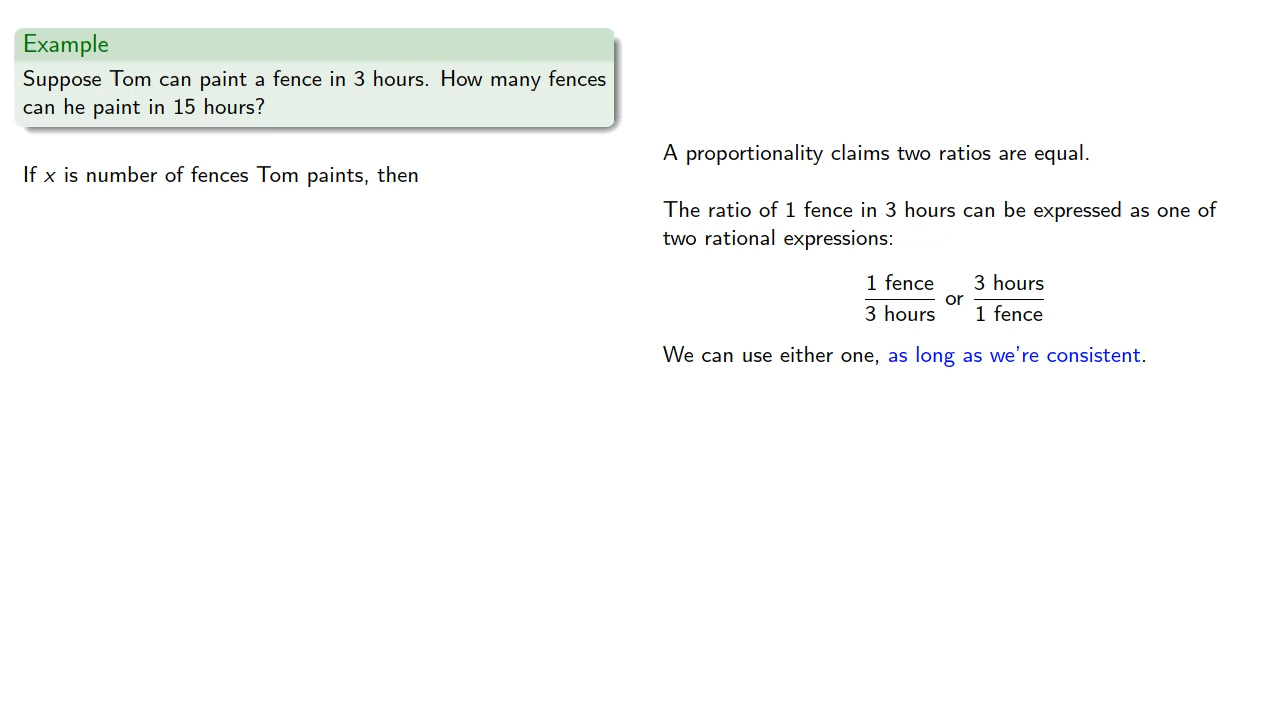 Example
Suppose Tom can paint a fence in 3 hours. How many fences
can he paint in 15 hours?
If x is number of fences Tom paints, then
A proportionality claims two ratios are equal.
The ratio of 1 fence in 3 hours can be expressed as one of
two rational expressions:
1 fence
3 hours
or
3 hours
1 fence
We can use either one, as long as we're consistent.